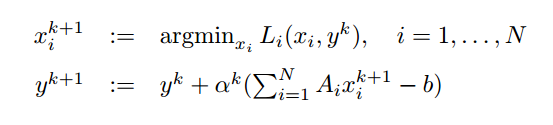 x_i^{k+1} := argmin_{x_i} L_i(x_i, y^k), i = 1, . . . , N
y^{k+1} := y^k + α^k(∑_{i=1}^N A_i x_i^{k+1} − b)